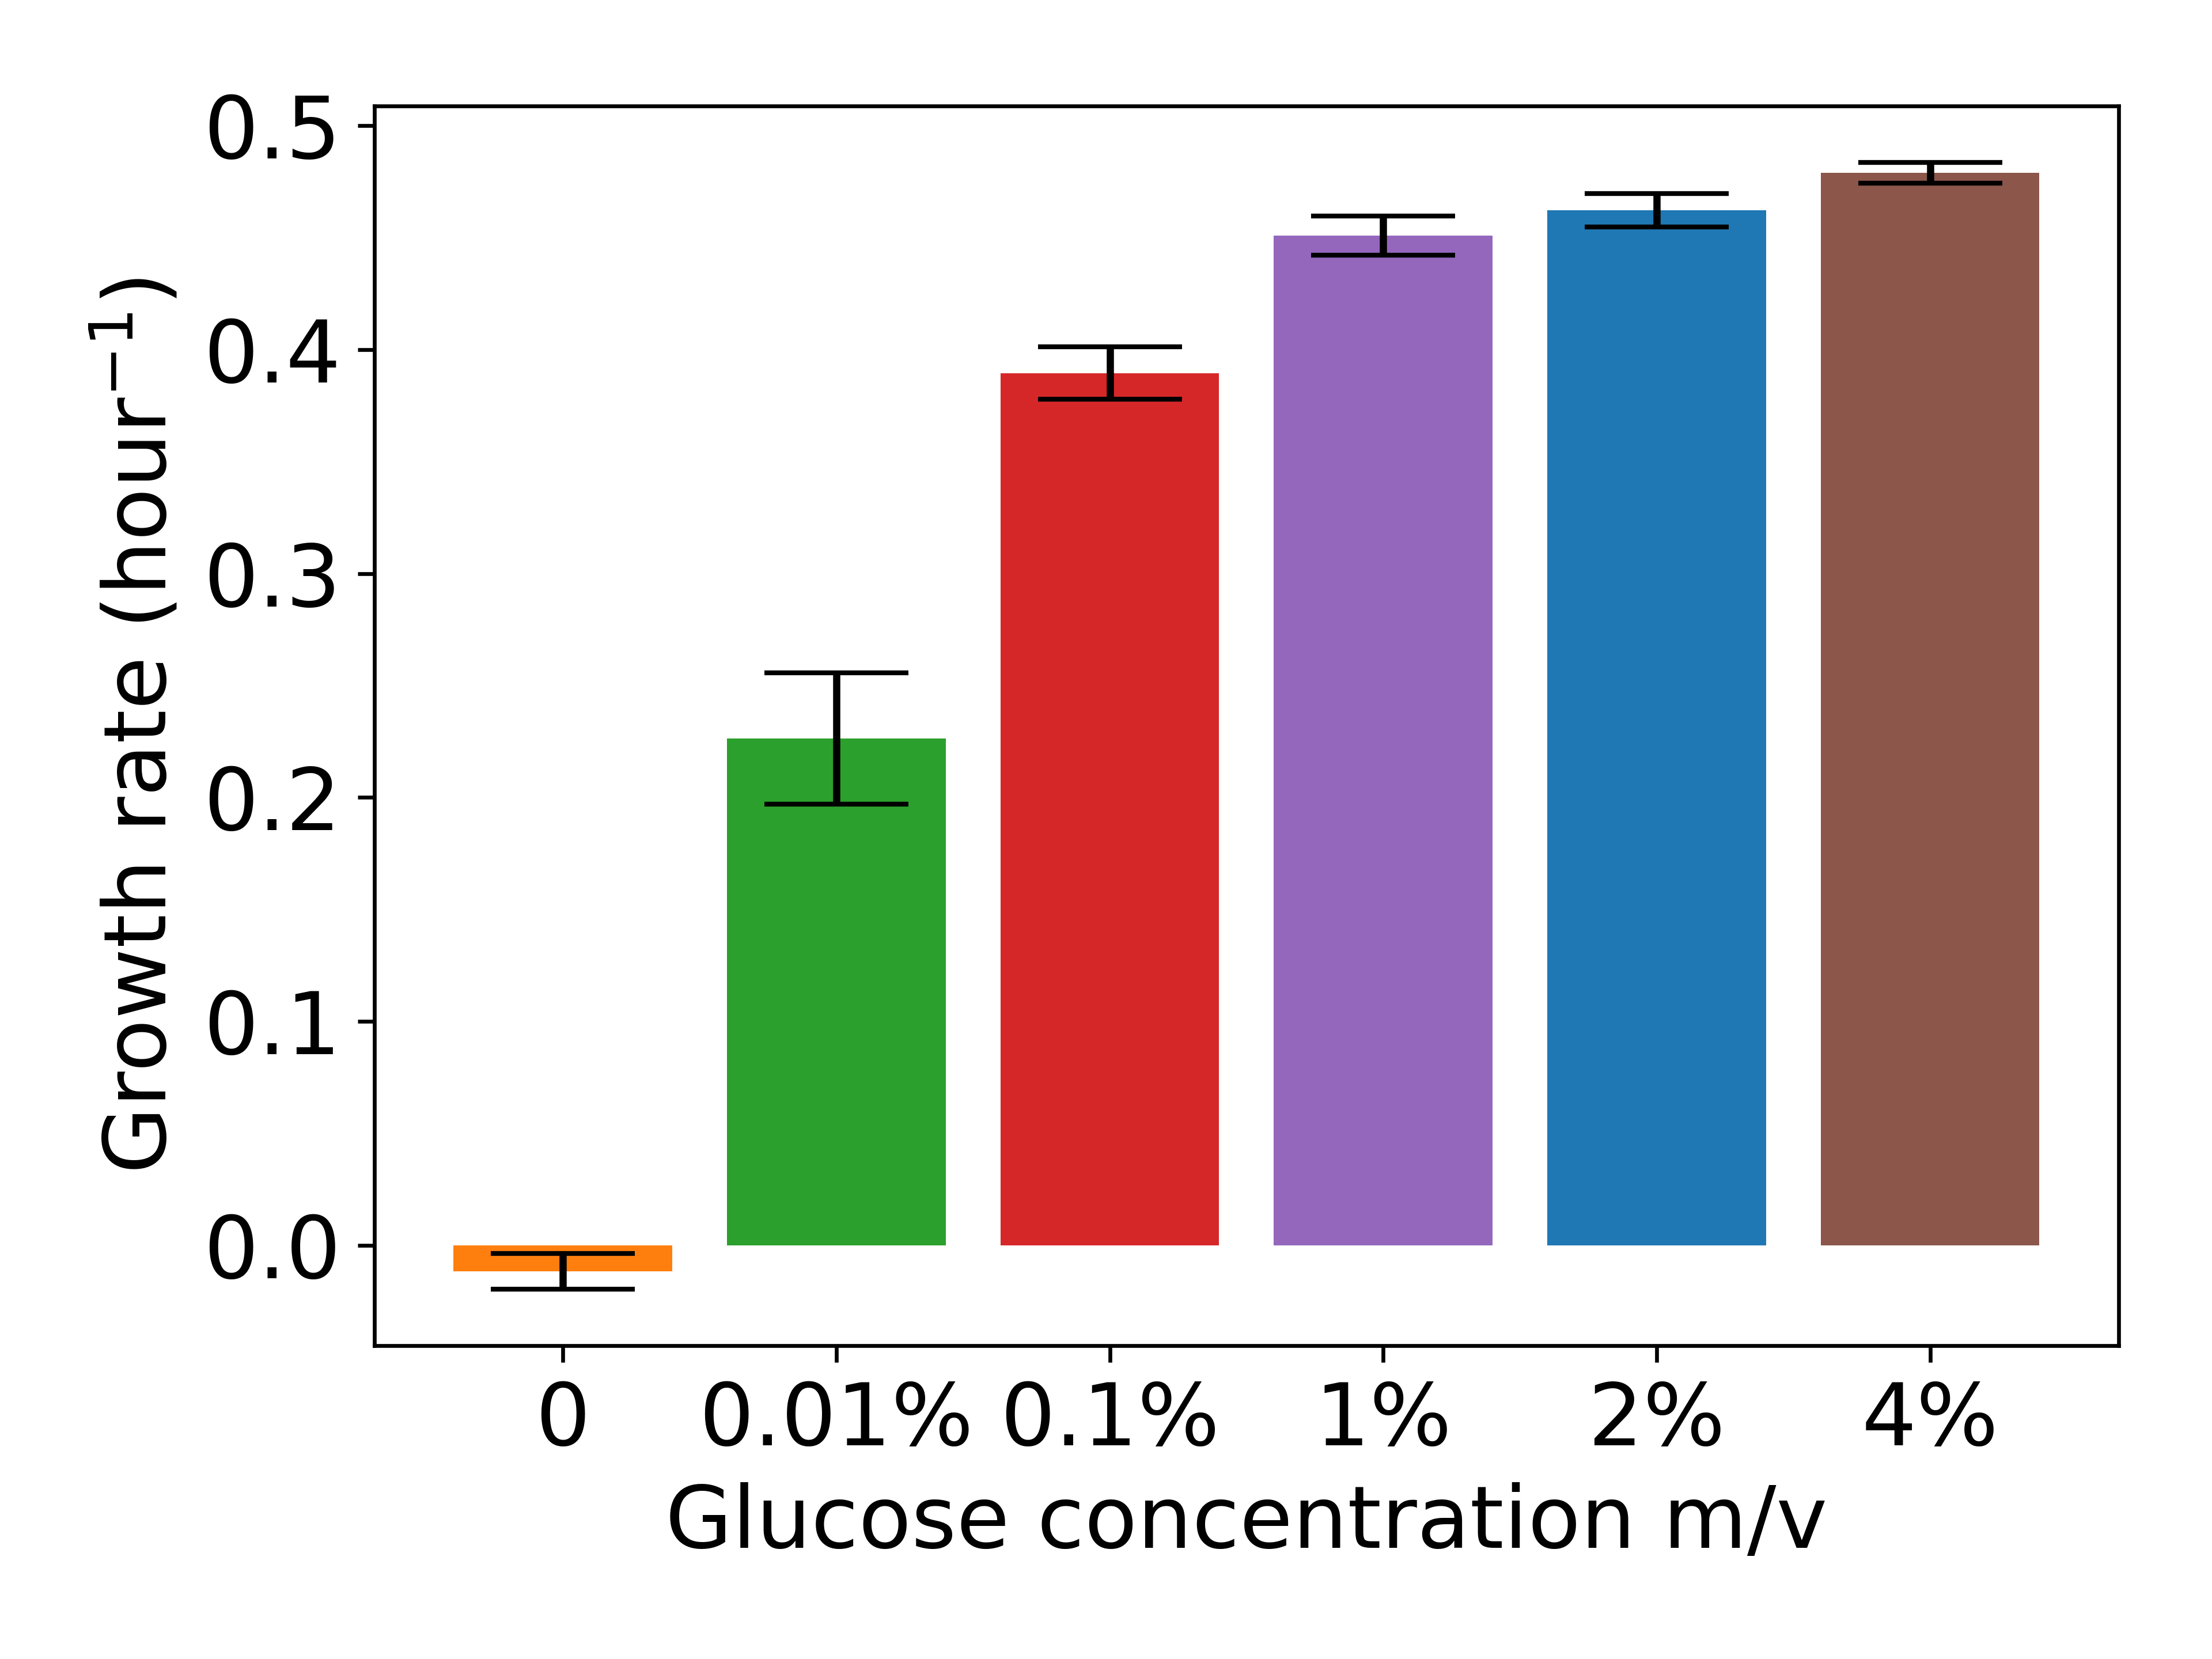 0.5
0.4
0.3
0.2
0.1
0.0
Growth rate (hour⁻¹)
0 0.01% 0.1% 1% 2% 4%
Glucose concentration m/v